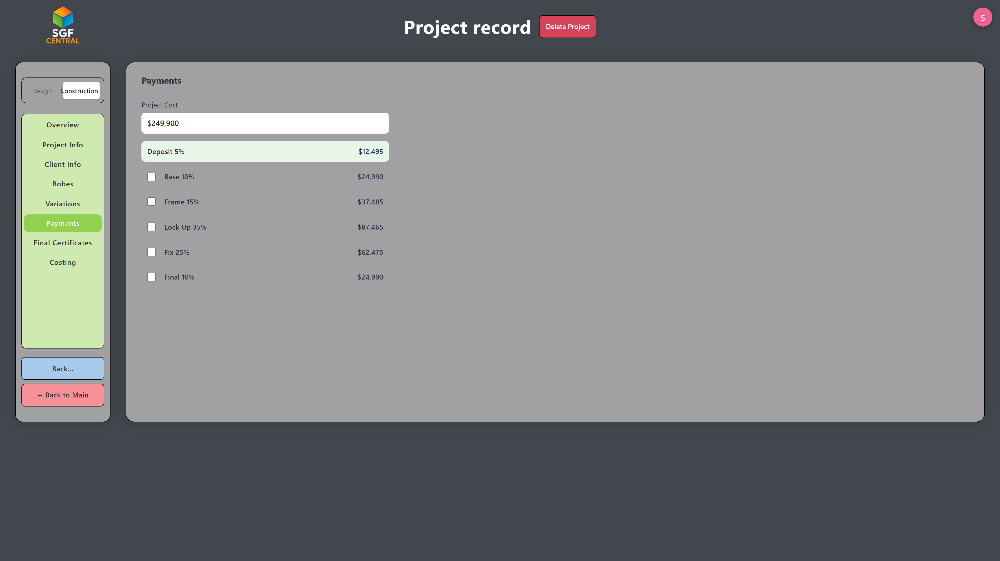 SGF
CENTRAL
Project record
Delete Project
S
Design
Construction
Overview
Project Info
Client Info
Robes
Variations
Payments
Final Certificates
Costing
Back...
← Back to Main
Payments
Project Cost
$249,900
Deposit 5% $12,495
Base 10% $24,990
Frame 15% $37,485
Lock Up 35% $87,465
Fix 25% $62,475
Final 10% $24,990